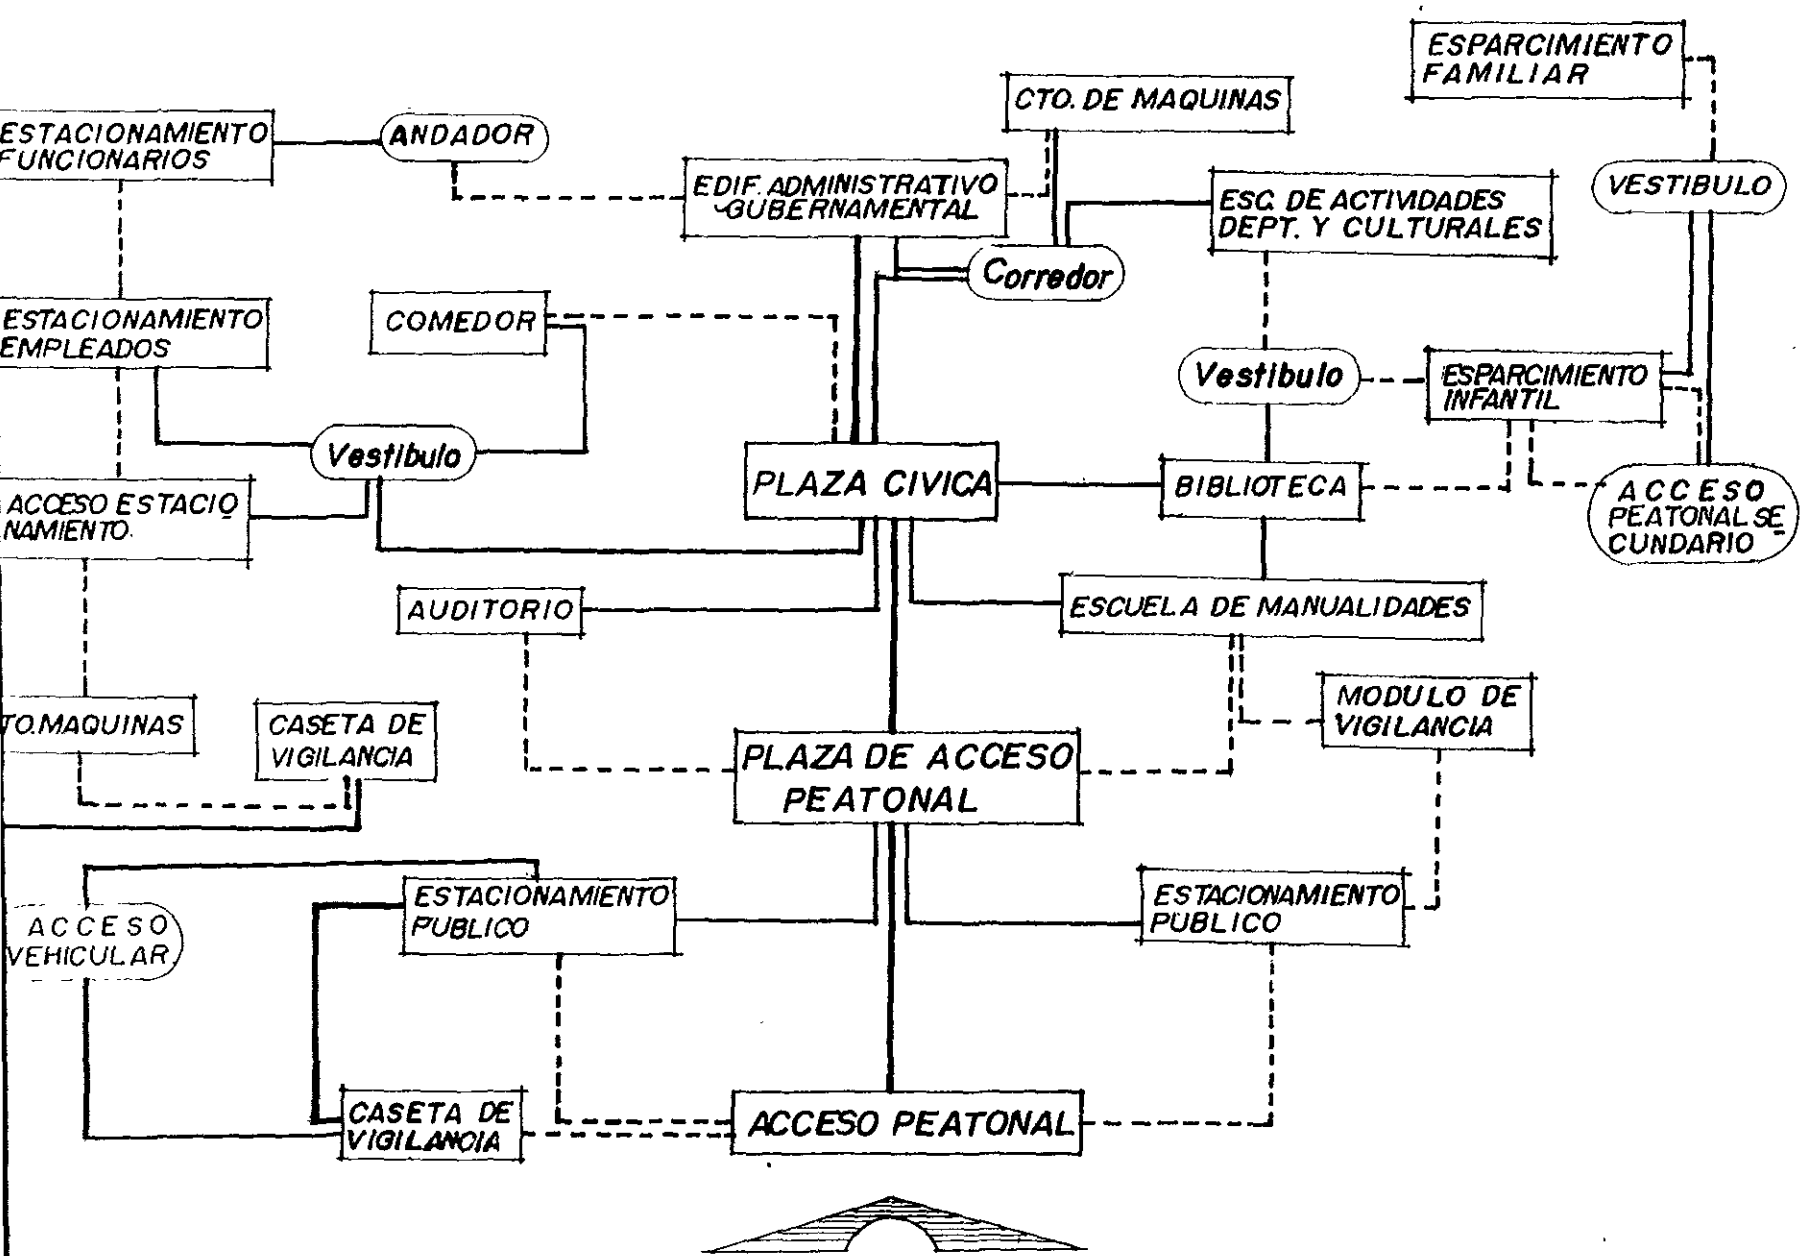 ESPARCIMIENTO
FAMILIAR
CTO. DE MAQUINAS
ESTACIONAMIENTO
FUNCIONARIOS
ANDADOR
EDIF. ADMINISTRATIVO
GUBERNAMENTAL
ESC. DE ACTIVIDADES
DEPT. Y CULTURALES
VESTIBULO
Corredor
ESTACIONAMIENTO
EMPLEADOS
COMEDOR
Vestibulo
ESPARCIMIENTO
INFANTIL
Vestibulo
PLAZA CIVICA
BIBLIOTECA
ACCESO
PEATONAL SE
CUNDARIO
ACCESO ESTACIO
NAMIENTO.
AUDITORIO
ESCUELA DE MANUALIDADES
TO. MAQUINAS
CASETA DE
VIGILANCIA
MODULO DE
VIGILANCIA
PLAZA DE ACCESO
PEATONAL
ACCESO
VEHICULAR
ESTACIONAMIENTO
PUBLICO
ESTACIONAMIENTO
PUBLICO
CASETA DE
VIGILANCIA
ACCESO PEATONAL